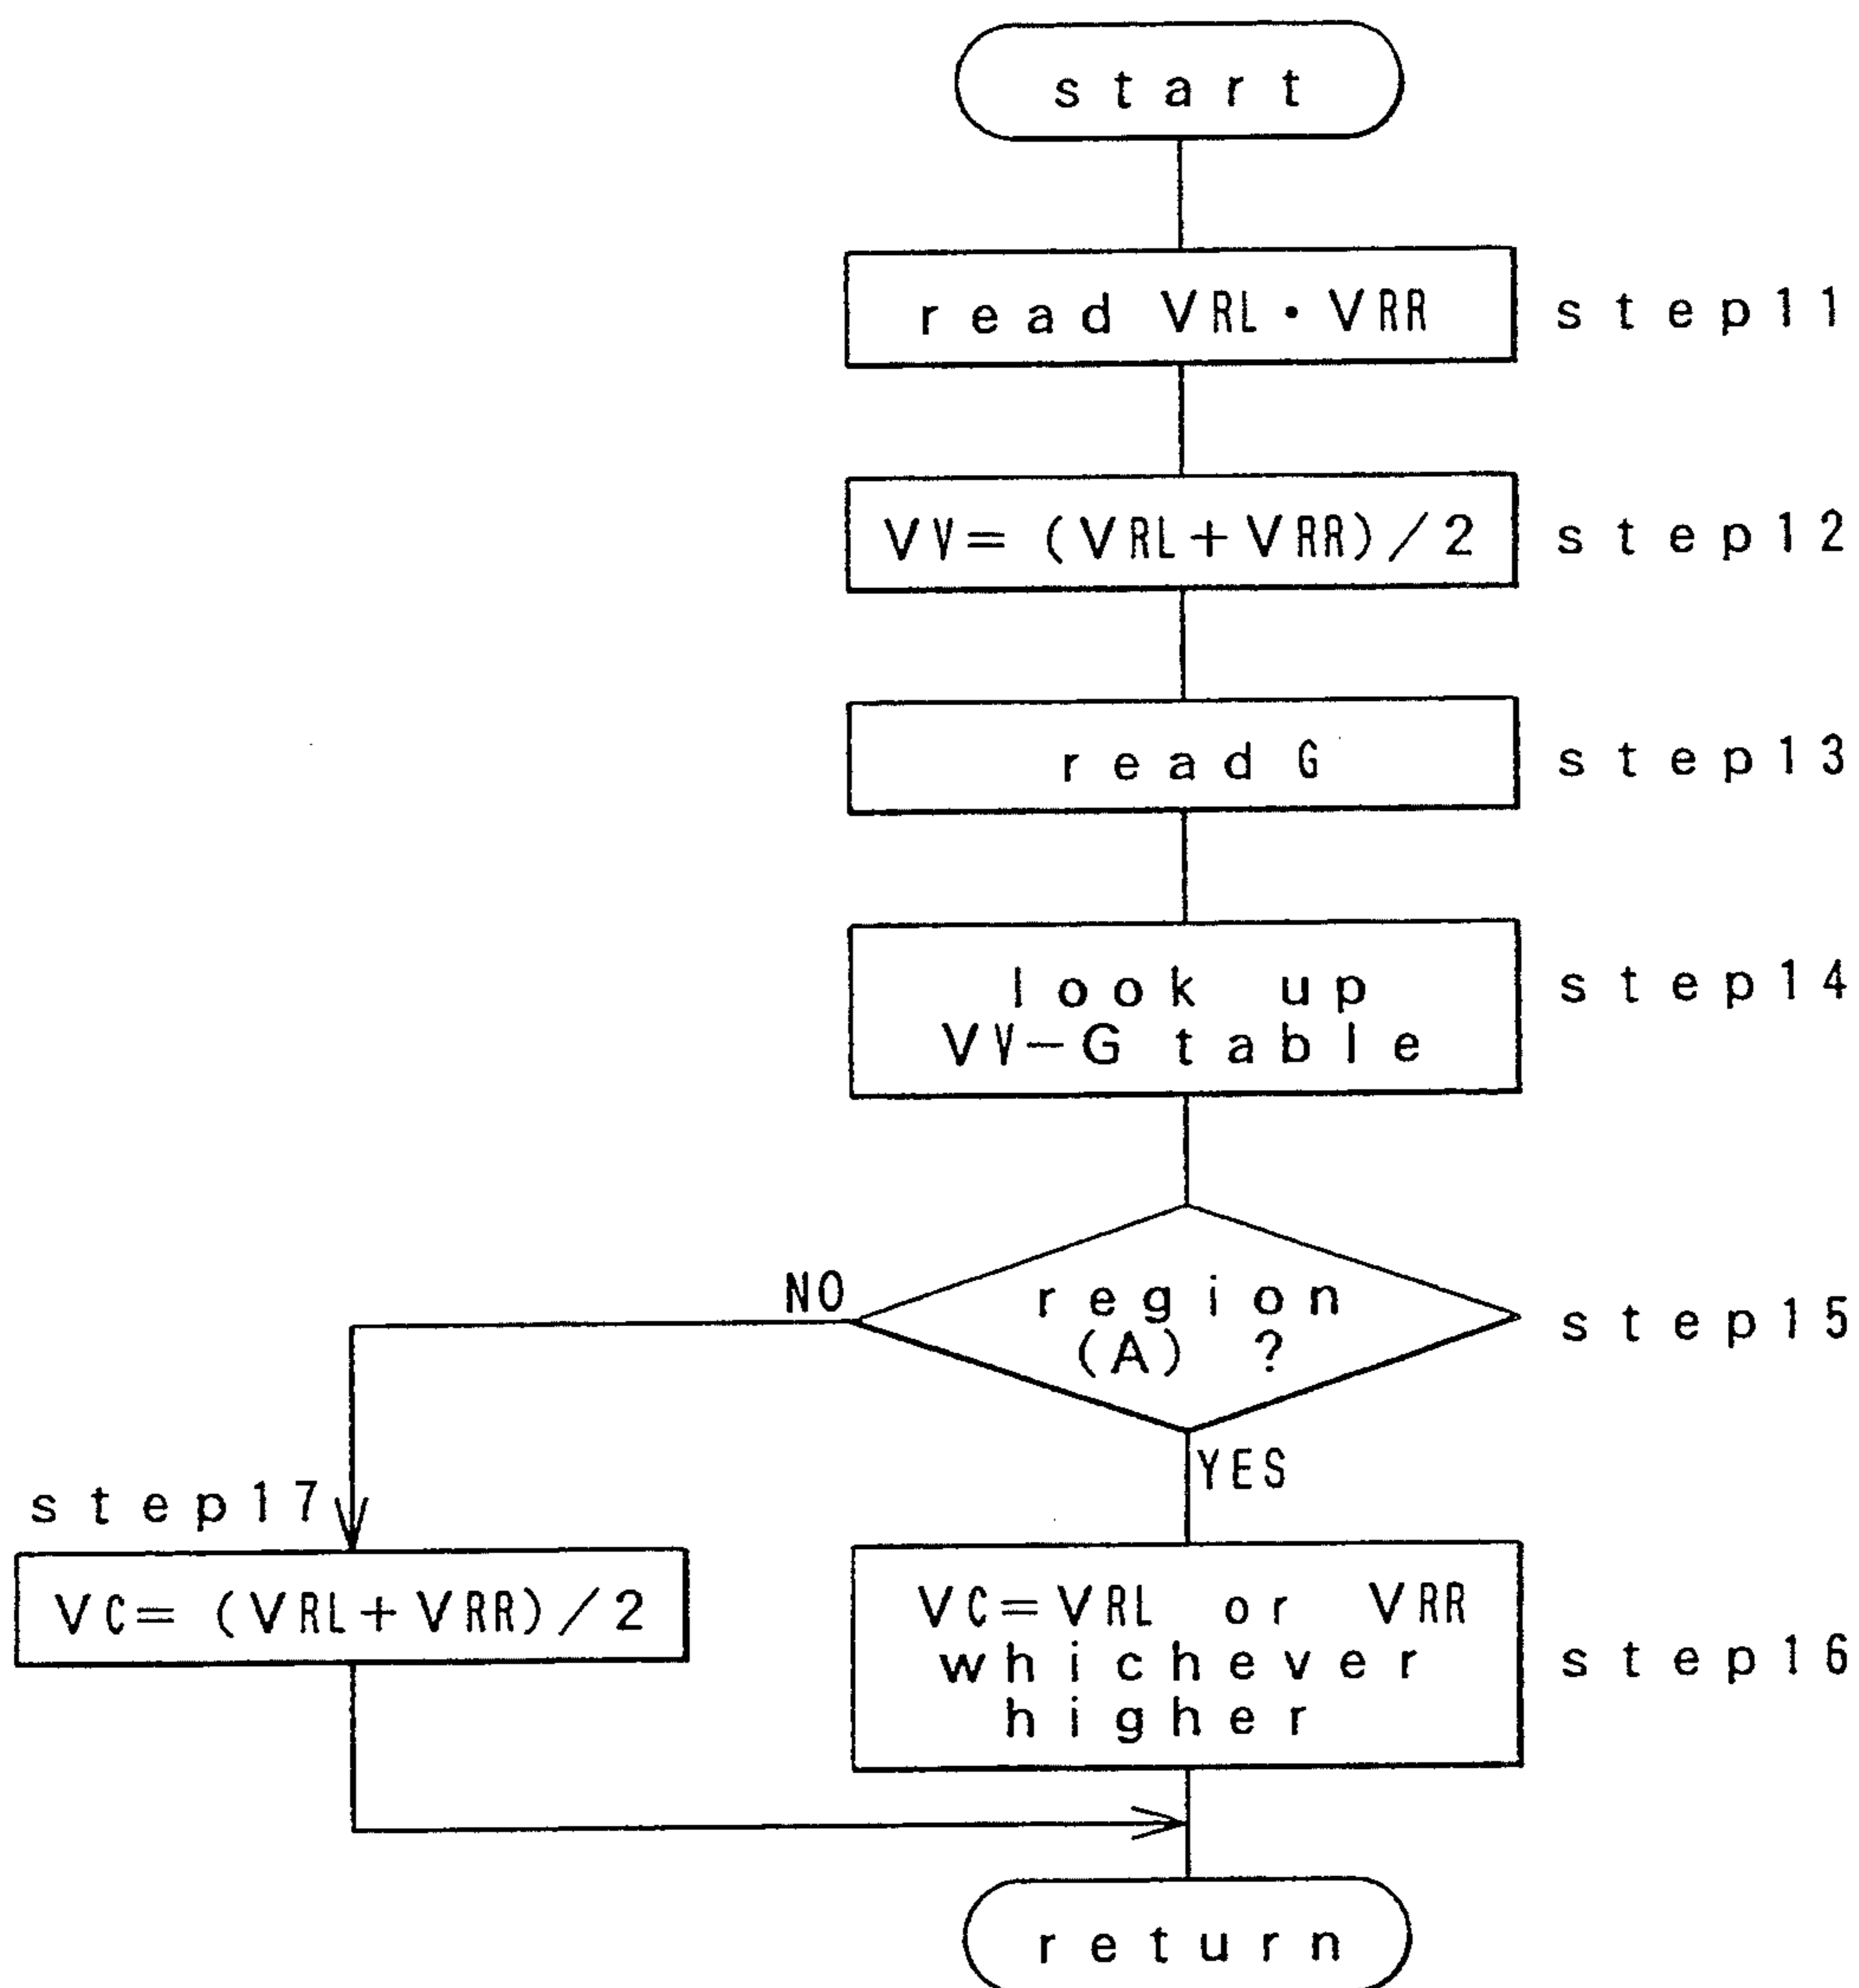 start
read VRL・VRR
step11
VV=(VRL+VRR)/2
step12
read G
step13
look up
VV-G table
step14
region
(A) ?
step15
NO
YES
step17
VC=(VRL+VRR)/2
VC=VRL or VRR
whichever
higher
step16
return